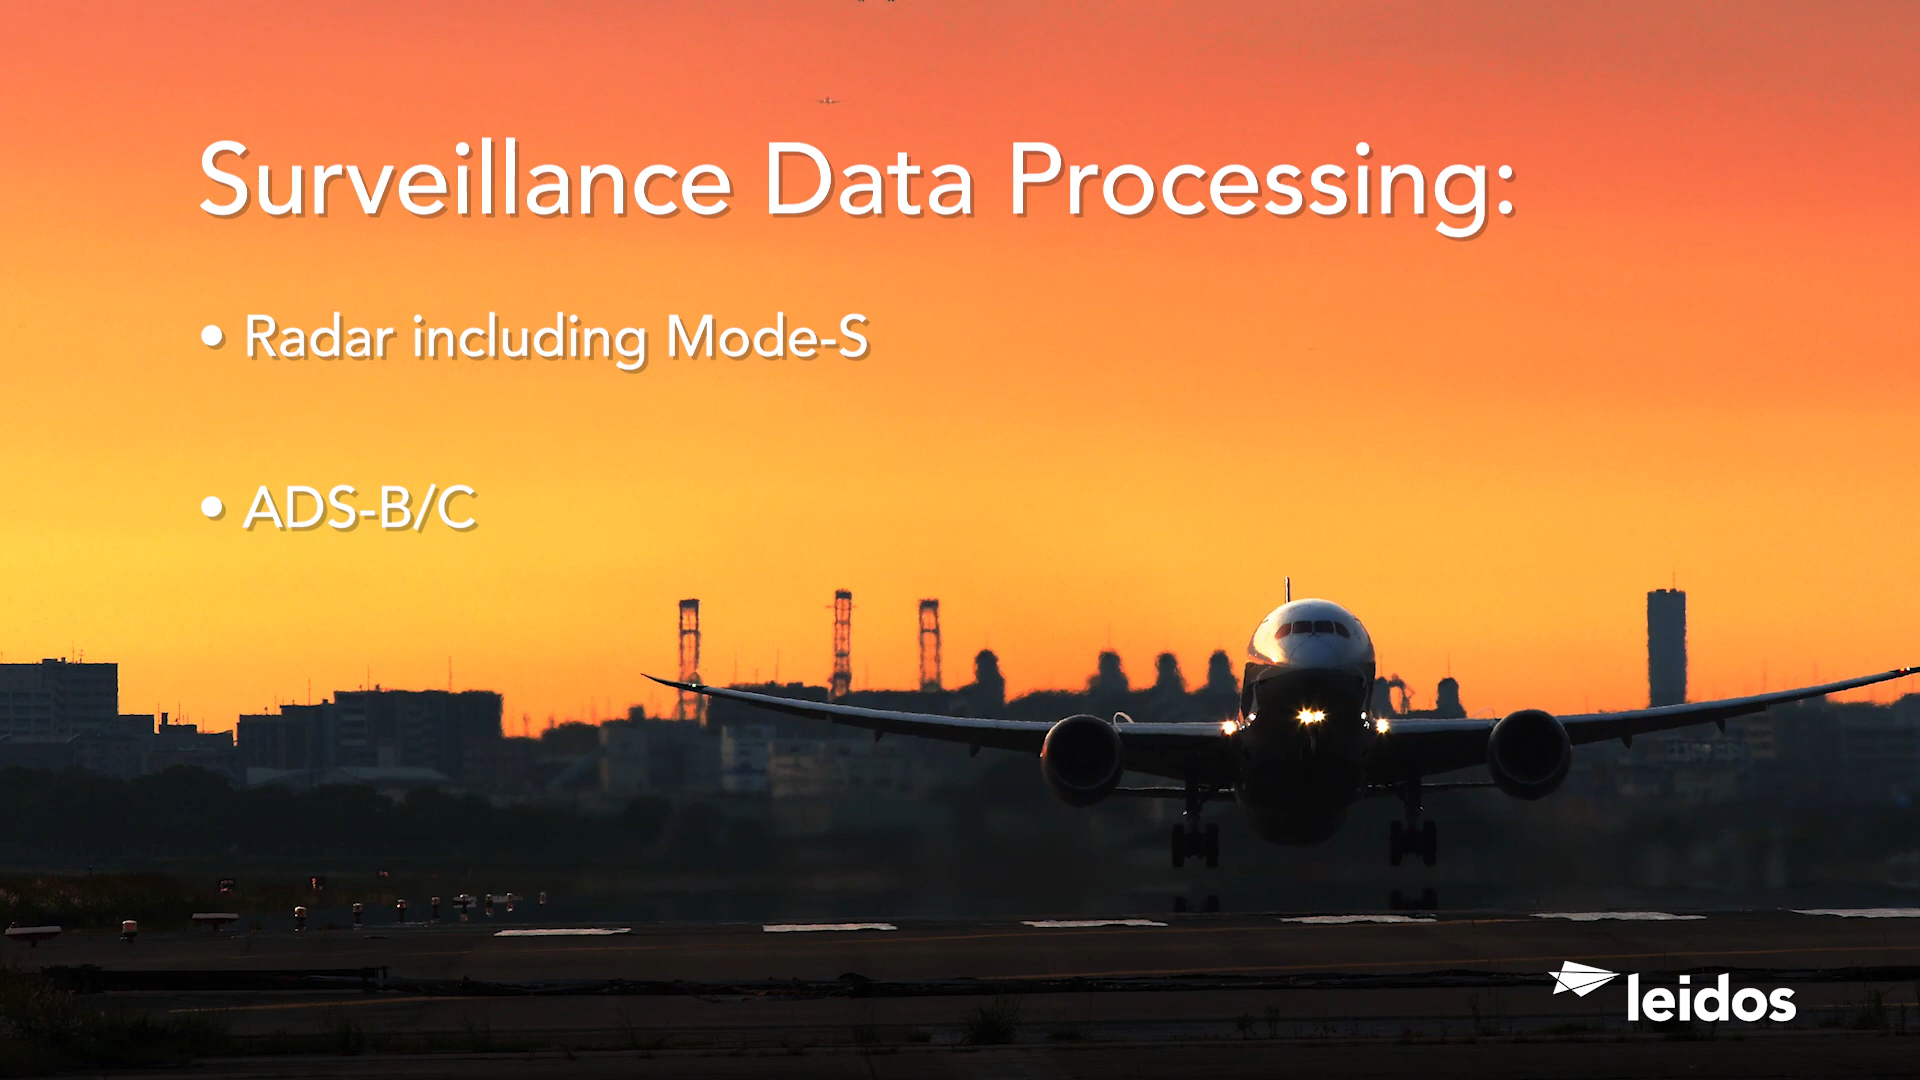 Surveillance Data Processing:
• Radar including Mode-S
• ADS-B/C
leidos